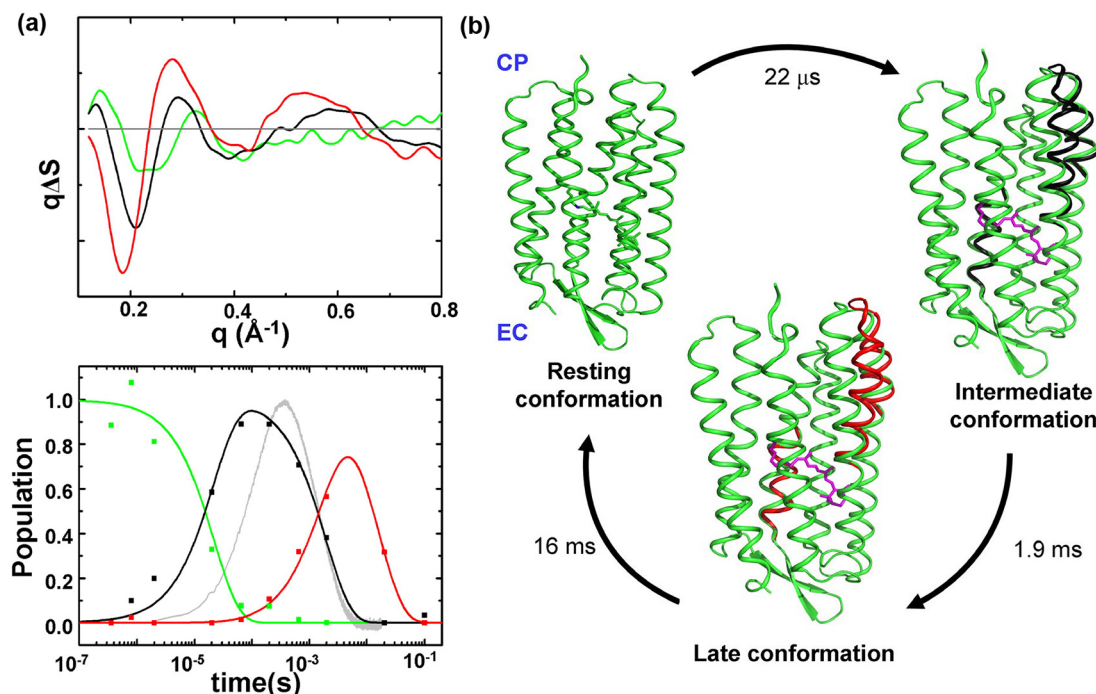 (a)
qΔS
0.2 0.4 0.6 0.8
q (Å-1)
1.0
0.8
0.6
0.4
0.2
0.0
Population
10-7 10-5 10-3 10-1
time(s)
(b)
CP
22 μs
EC
Resting
conformation
Intermediate
conformation
16 ms
1.9 ms
Late conformation